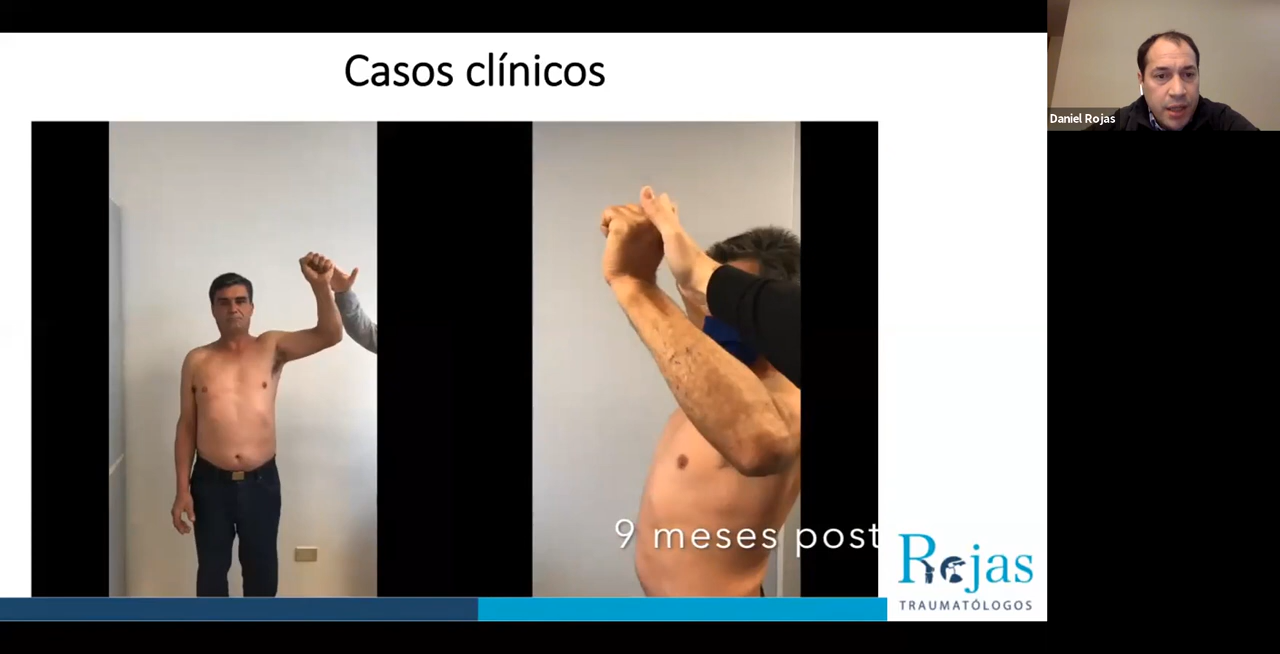 Casos clínicos
Daniel Rojas
9 meses post
Rojas
TRAUMATÓLOGOS